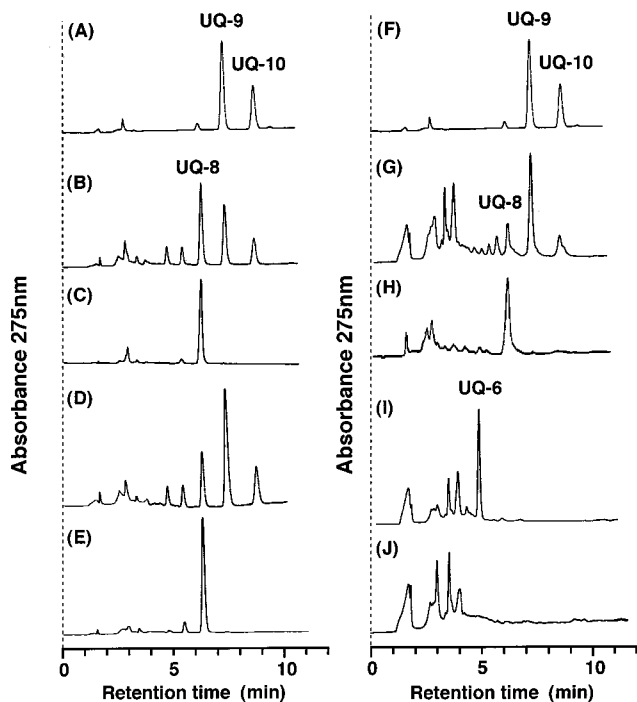 (A)
UQ-9
UQ-10
(B)
UQ-8
(C)
(D)
(E)
Absorbance 275nm
0
5
10
Retention time (min)
(F)
UQ-9
UQ-10
(G)
UQ-8
(H)
(I)
UQ-6
(J)
Absorbance 275nm
0
5
10
Retention time (min)